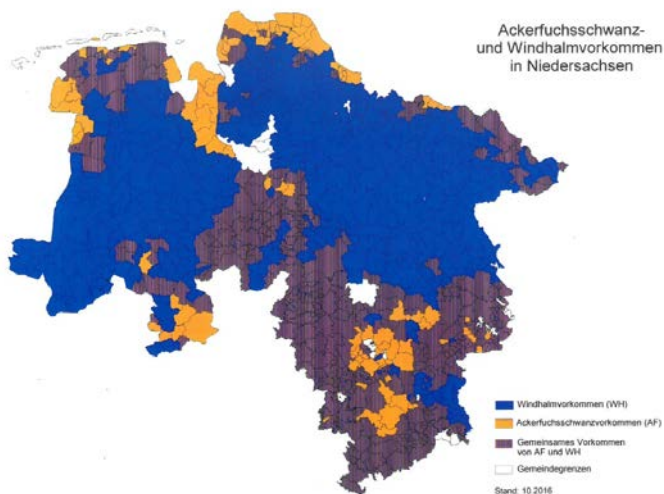 Ackerfuchsschwanz-
und Windhalmvorkommen
in Niedersachsen
Windhalmvorkommen (WH)
Ackerfuchsschwanzvorkommen (AF)
Gemeinsames Vorkommen
von AF und WH
Gemeindegrenzen
Stand: 10.2016